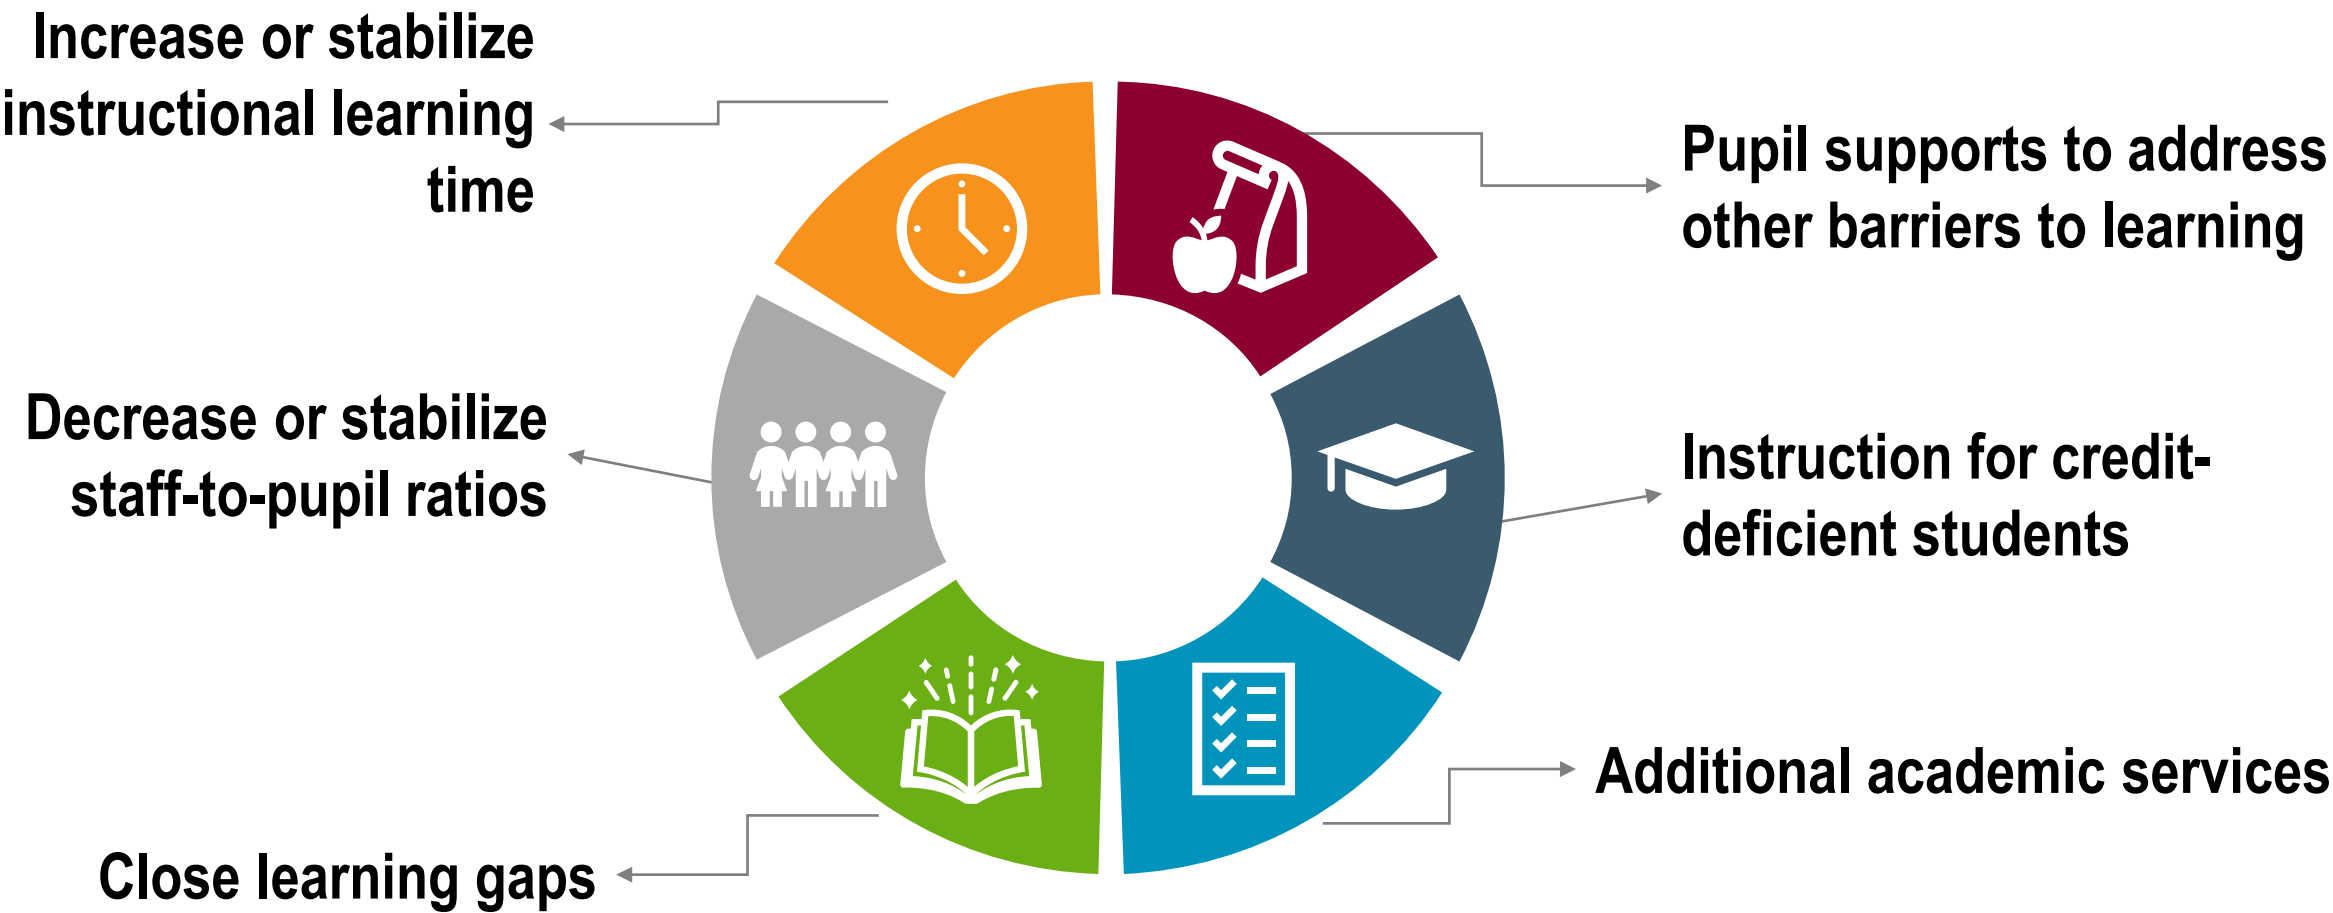 Increase or stabilize
instructional learning
time
Pupil supports to address
other barriers to learning
Decrease or stabilize
staff-to-pupil ratios
Instruction for credit-
deficient students
Additional academic services
Close learning gaps